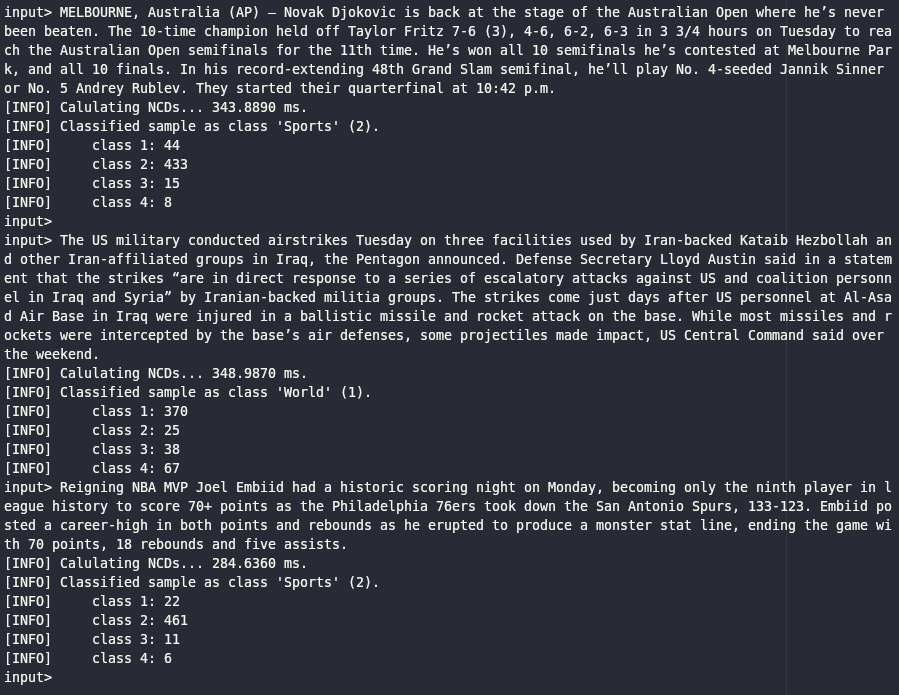 input> MELBOURNE, Australia (AP) — Novak Djokovic is back at the stage of the Australian Open where he’s never
been beaten. The 10-time champion held off Taylor Fritz 7-6 (3), 4-6, 6-2, 6-3 in 3 3/4 hours on Tuesday to rea
ch the Australian Open semifinals for the 11th time. He’s won all 10 semifinals he’s contested at Melbourne Par
k, and all 10 finals. In his record-extending 48th Grand Slam semifinal, he’ll play No. 4-seeded Jannik Sinner
or No. 5 Andrey Rublev. They started their quarterfinal at 10:42 p.m.
[INFO] Calulating NCDs... 343.8890 ms.
[INFO] Classified sample as class 'Sports' (2).
[INFO]     class 1: 44
[INFO]     class 2: 433
[INFO]     class 3: 15
[INFO]     class 4: 8
input>
input> The US military conducted airstrikes Tuesday on three facilities used by Iran-backed Kataib Hezbollah an
d other Iran-affiliated groups in Iraq, the Pentagon announced. Defense Secretary Lloyd Austin said in a statem
ent that the strikes “are in direct response to a series of escalatory attacks against US and coalition personn
el in Iraq and Syria” by Iranian-backed militia groups. The strikes come just days after US personnel at Al-Asa
d Air Base in Iraq were injured in a ballistic missile and rocket attack on the base. While most missiles and r
ockets were intercepted by the base’s air defenses, some projectiles made impact, US Central Command said over
the weekend.
[INFO] Calulating NCDs... 348.9870 ms.
[INFO] Classified sample as class 'World' (1).
[INFO]     class 1: 370
[INFO]     class 2: 25
[INFO]     class 3: 38
[INFO]     class 4: 67
input> Reigning NBA MVP Joel Embiid had a historic scoring night on Monday, becoming only the ninth player in l
eague history to score 70+ points as the Philadelphia 76ers took down the San Antonio Spurs, 133-123. Embiid po
sted a career-high in both points and rebounds as he erupted to produce a monster stat line, ending the game wi
th 70 points, 18 rebounds and five assists.
[INFO] Calulating NCDs... 284.6360 ms.
[INFO] Classified sample as class 'Sports' (2).
[INFO]     class 1: 22
[INFO]     class 2: 461
[INFO]     class 3: 11
[INFO]     class 4: 6
input>